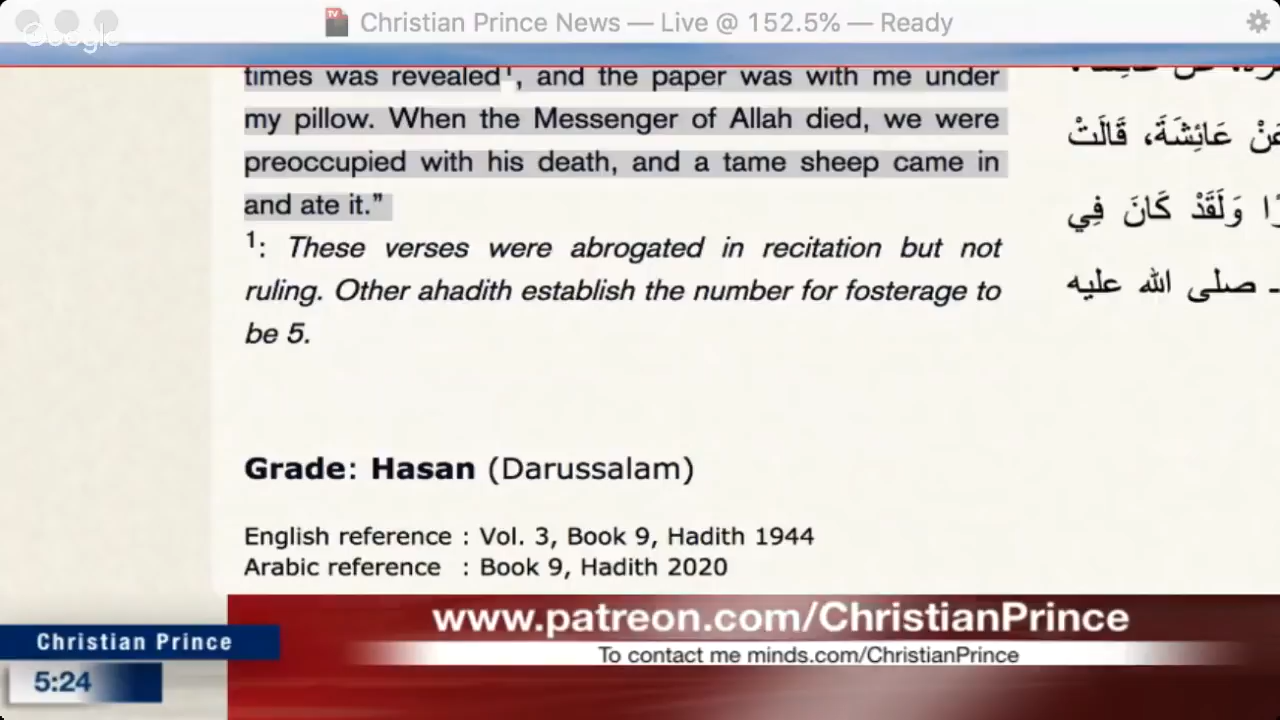 Christian Prince News — Live @ 152.5% — Ready
Google
TV
times was revealed¹, and the paper was with me under
my pillow. When the Messenger of Allah died, we were
preoccupied with his death, and a tame sheep came in
and ate it.”
¹: These verses were abrogated in recitation but not
ruling. Other ahadith establish the number for fosterage to
be 5.
عَنْ عَائِشَةَ، قَالَتْ
وَلَقَدْ كَانَ فِي
ـ صلى الله عليه
Grade: Hasan (Darussalam)
English reference : Vol. 3, Book 9, Hadith 1944
Arabic reference : Book 9, Hadith 2020
www.patreon.com/ChristianPrince
To contact me minds.com/ChristianPrince
Christian Prince
5:24